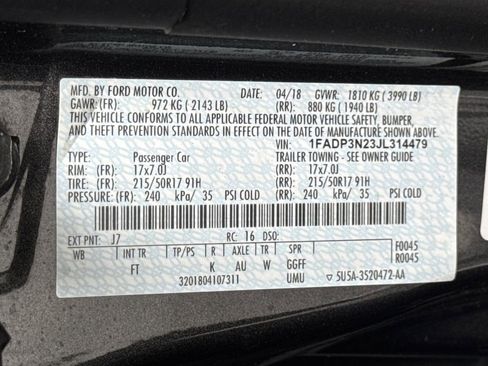 MFD. BY FORD MOTOR CO. 04/18 GVWR: 1810 KG ( 3990 LB)
GAWR: (FR): 972 KG ( 2143 LB) (RR): 880 KG ( 1940 LB)
THIS VEHICLE CONFORMS TO ALL APPLICABLE FEDERAL MOTOR VEHICLE SAFETY, BUMPER,
AND THEFT PREVENTION STANDARDS IN EFFECT ON THE DATE OF MANUFACTURE SHOWN ABOVE.
VIN: 1FADP3N23JL314479
TYPE: Passenger Car TRAILER TOWING - SEE OWNER GUIDE
RIM: (FR): 17x7.0J (RR): 17x7.0J
TIRE: (FR): 215/50R17 91H (RR): 215/50R17 91H
PRESSURE: (FR): 240 kPa/ 35 PSI COLD (RR): 240 kPa/ 35 PSI COLD
EXT PNT: J7 RC: 16 DSO:
WB INT TR TP/PS R AXLE TR SPR F0045
FT K AU W GGFF R0045
3201804107311 UMU ▽ 5U5A-3520472-AA